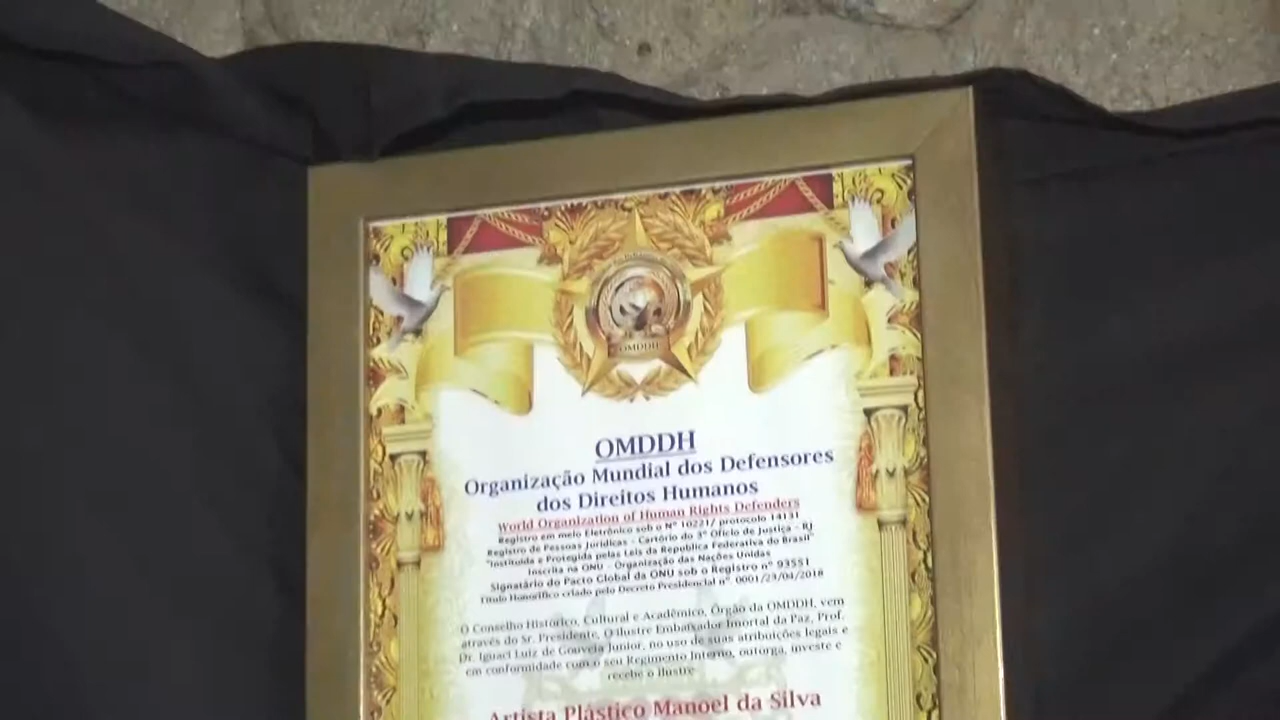 OMDDH
OMDDH
Organização Mundial dos Defensores
dos Direitos Humanos
World Organization of Human Rights Defenders
Registro em meio Eletrônico sob o Nº 10221/ protocolo 14131
Registro de Pessoas Jurídicas - Cartório do 3º Ofício de Justiça - RJ
"Instituída e Protegida pelas Leis da República Federativa do Brasil"
Inscrita na ONU - Organização das Nações Unidas
Signatário do Pacto Global da ONU sob o Registro nº 93551
Título Honorífico criado pelo Decreto Presidencial nº. 0001/23/04/2018
O Conselho Histórico, Cultural e Acadêmico, Órgão da OMDDH, vem
através do Sr. Presidente, O Ilustre Embaixador Imortal da Paz, Prof.
Dr. Iguaci Luiz de Gouveia Junior, no uso de suas atribuições legais e
em conformidade com o seu Regimento Interno, outorga, investe e
recebe o ilustre
Artista Plástico Manoel da Silva